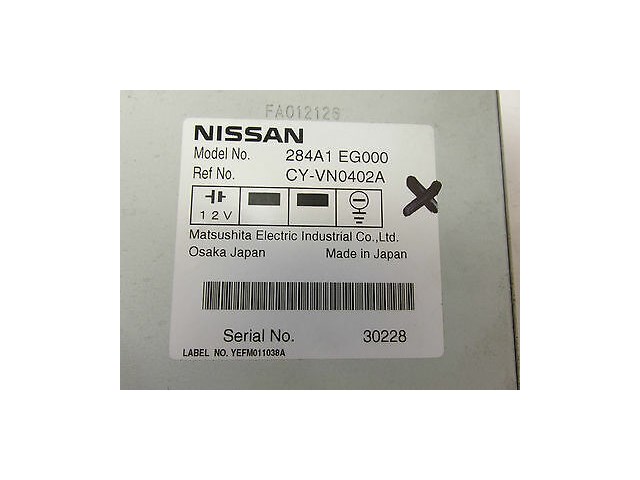 FA012126
NISSAN
Model No. 284A1 EG000
Ref No. CY-VN0402A
12V
Matsushita Electric Industrial Co.,Ltd.
Osaka Japan Made in Japan
Serial No. 30228
LABEL NO. YEFM011038A